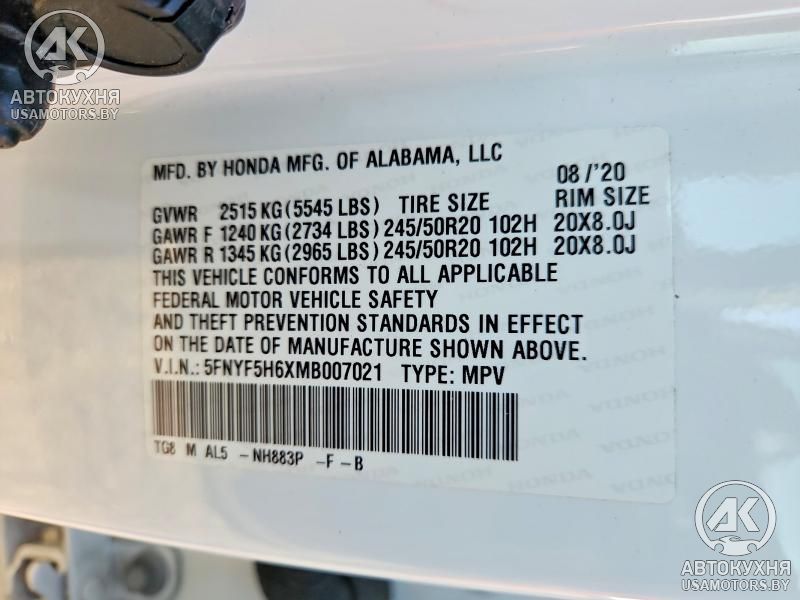 AK
АВТОКУХНЯ
USAMOTORS.BY
MFD. BY HONDA MFG. OF ALABAMA, LLC 08/'20
GVWR 2515 KG (5545 LBS) TIRE SIZE RIM SIZE
GAWR F 1240 KG (2734 LBS) 245/50R20 102H 20X8.0J
GAWR R 1345 KG (2965 LBS) 245/50R20 102H 20X8.0J
THIS VEHICLE CONFORMS TO ALL APPLICABLE
FEDERAL MOTOR VEHICLE SAFETY
AND THEFT PREVENTION STANDARDS IN EFFECT
ON THE DATE OF MANUFACTURE SHOWN ABOVE.
V.I.N.: 5FNYF5H6XMB007021 TYPE: MPV
TG8 M AL5 -NH883P -F-B
AK
АВТОКУХНЯ
USAMOTORS.BY